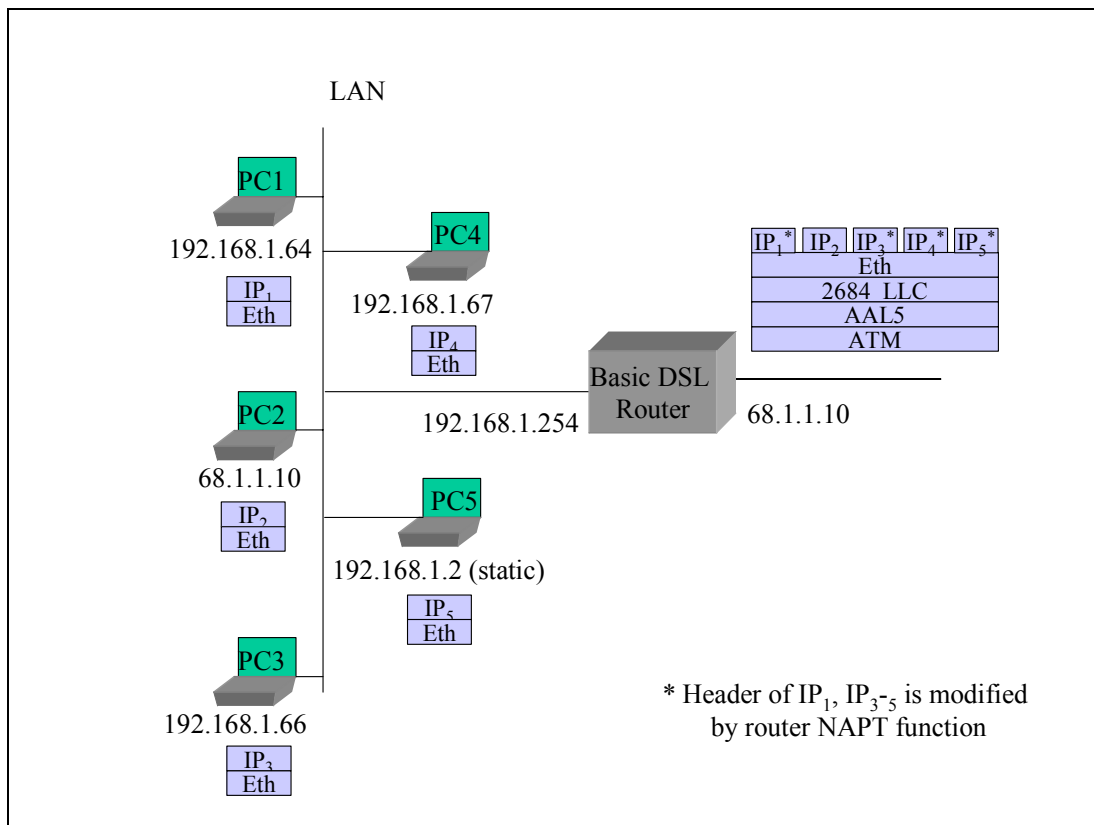 LAN
PC1
192.168.1.64
IP1
Eth
PC4
192.168.1.67
IP4
Eth
IP1* IP2 IP3* IP4* IP5*
Eth
2684 LLC
AAL5
ATM
Basic DSL
Router
192.168.1.254
68.1.1.10
PC2
68.1.1.10
IP2
Eth
PC5
192.168.1.2 (static)
IP5
Eth
PC3
192.168.1.66
IP3
Eth
* Header of IP1, IP3-5 is modified
by router NAPT function